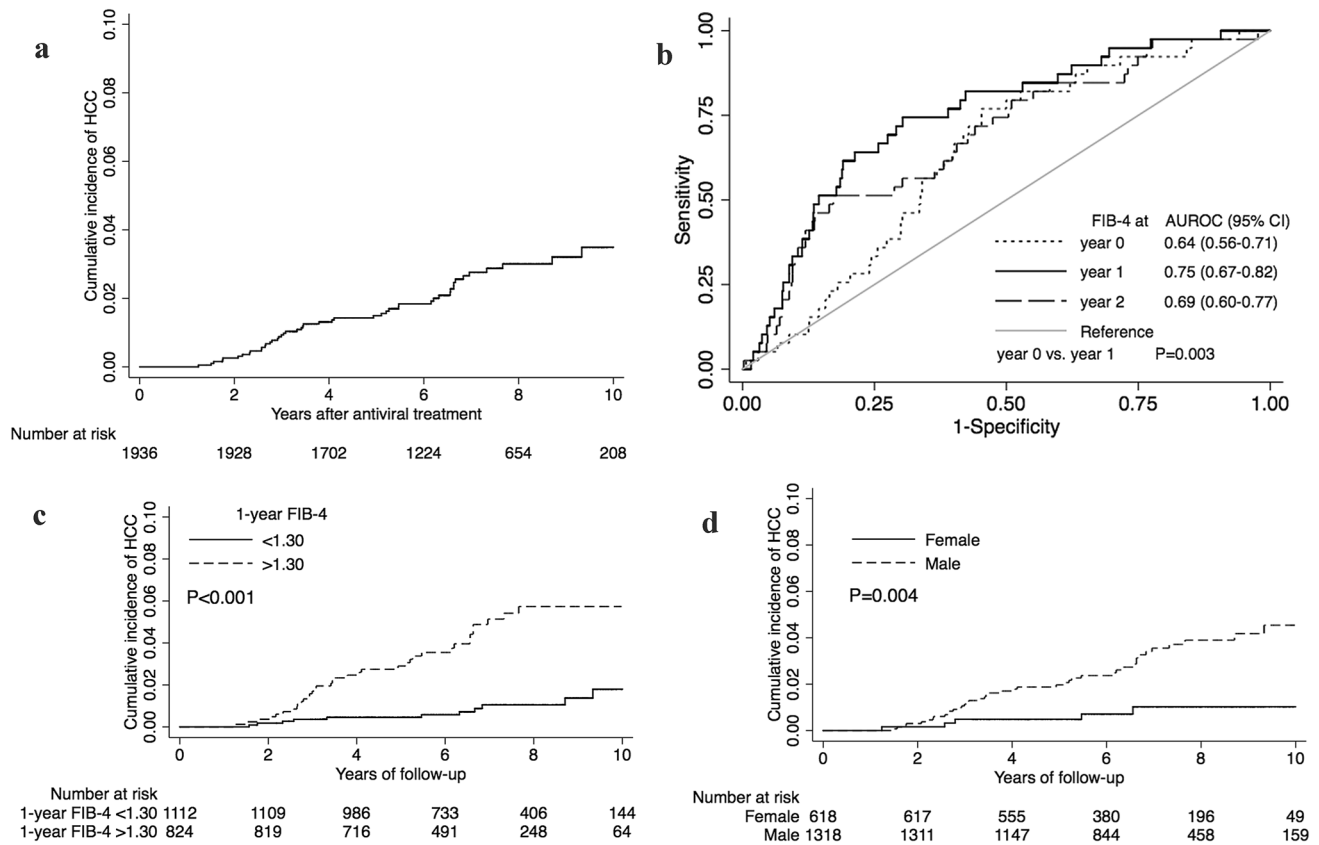 a
Cumulative incidence of HCC
0.10
0.08
0.06
0.04
0.02
0.00
0 2 4 6 8 10
Years after antiviral treatment
Number at risk
1936 1928 1702 1224 654 208
b
Sensitivity
1.00
0.75
0.50
0.25
0.00
FIB-4 at AUROC (95% CI)
year 0 0.64 (0.56-0.71)
year 1 0.75 (0.67-0.82)
year 2 0.69 (0.60-0.77)
Reference
year 0 vs. year 1 P=0.003
0.00 0.25 0.50 0.75 1.00
1-Specificity
c
Cumulative incidence of HCC
0.10
0.08
0.06
0.04
0.02
0.00
1-year FIB-4
<1.30
>1.30
P<0.001
0 2 4 6 8 10
Years of follow-up
Number at risk
1-year FIB-4 <1.30 1112 1109 986 733 406 144
1-year FIB-4 >1.30 824 819 716 491 248 64
d
Cumulative incidence of HCC
0.10
0.08
0.06
0.04
0.02
0.00
Female
Male
P=0.004
0 2 4 6 8 10
Years of follow-up
Number at risk
Female 618 617 555 380 196 49
Male 1318 1311 1147 844 458 159